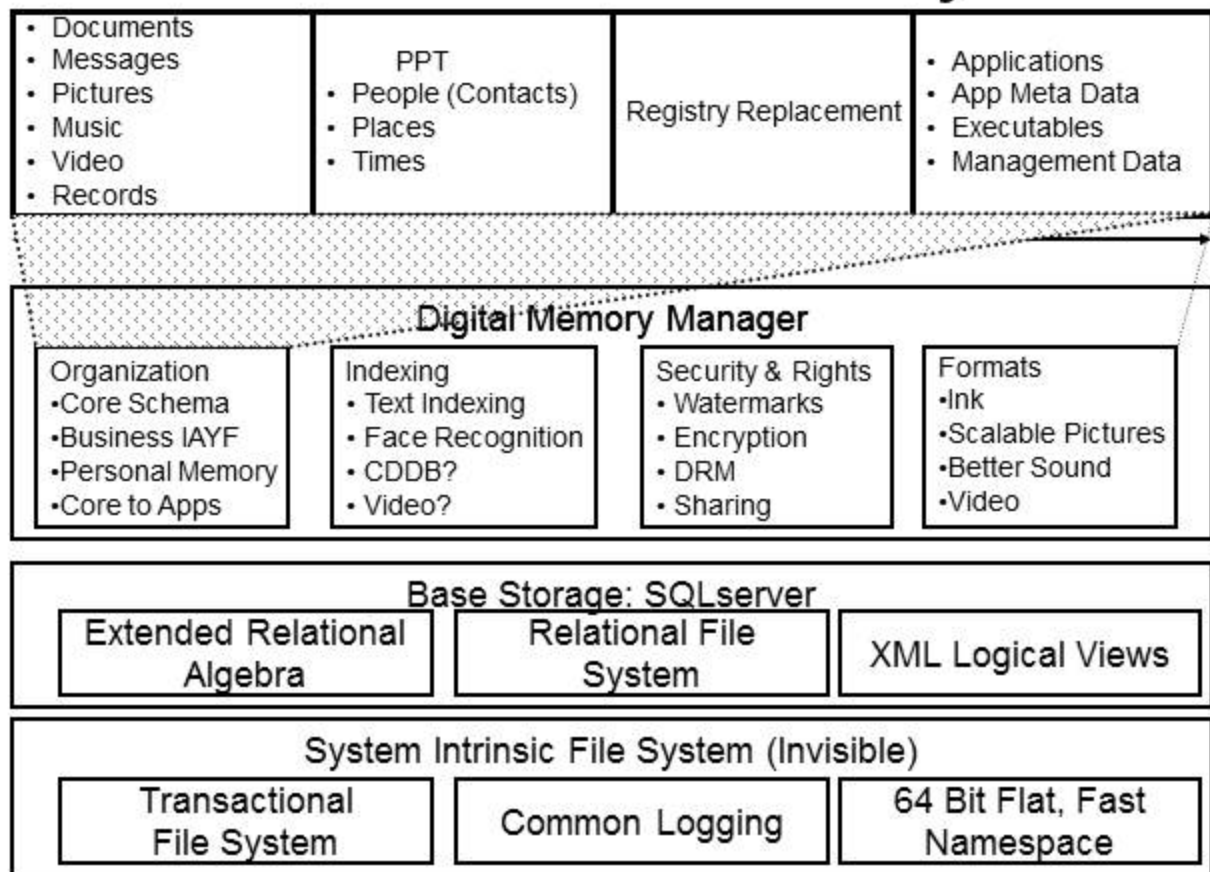 • Documents
• Messages
• Pictures
• Music
• Video
• Records
PPT
• People (Contacts)
• Places
• Times
Registry Replacement
• Applications
• App Meta Data
• Executables
• Management Data
Digital Memory Manager
Organization
•Core Schema
•Business IAYF
•Personal Memory
•Core to Apps
Indexing
• Text Indexing
• Face Recognition
• CDDB?
• Video?
Security & Rights
• Watermarks
• Encryption
• DRM
• Sharing
Formats
•Ink
•Scalable Pictures
•Better Sound
•Video
Base Storage: SQLserver
Extended Relational
Algebra
Relational File
System
XML Logical Views
System Intrinsic File System (Invisible)
Transactional
File System
Common Logging
64 Bit Flat, Fast
Namespace